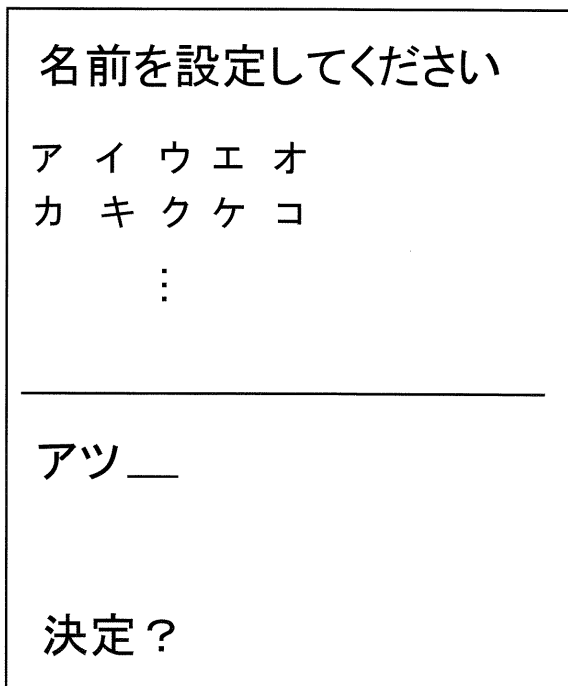 名前を設定してください
ア イ ウ エ オ
カ キ ク ケ コ
⋮
アツ__
決定？